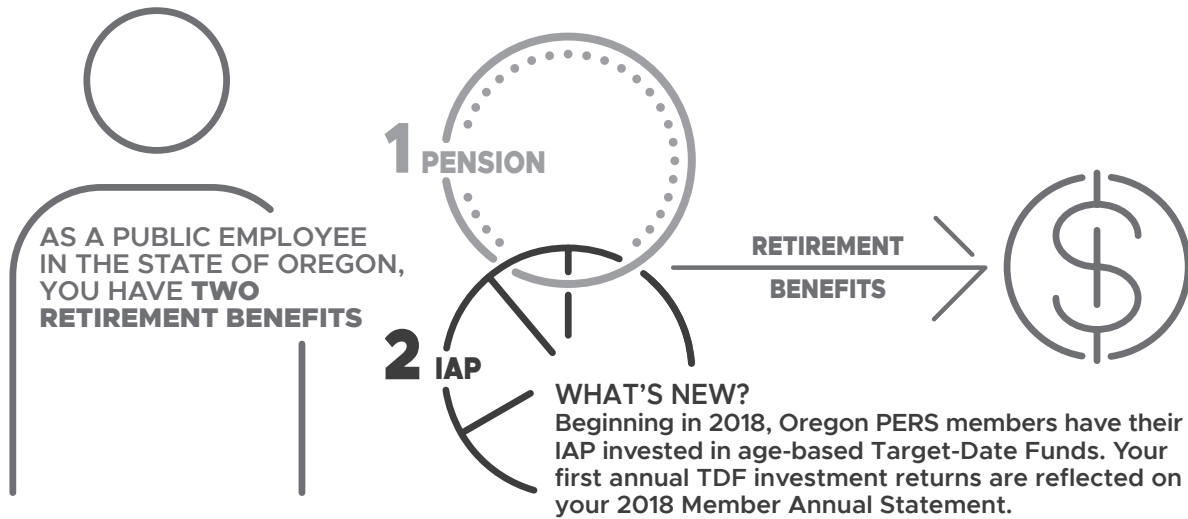 AS A PUBLIC EMPLOYEE
IN THE STATE OF OREGON,
YOU HAVE TWO
RETIREMENT BENEFITS
1 PENSION
2 IAP
RETIREMENT
BENEFITS
$
WHAT'S NEW?
Beginning in 2018, Oregon PERS members have their
IAP invested in age-based Target-Date Funds. Your
first annual TDF investment returns are reflected on
your 2018 Member Annual Statement.